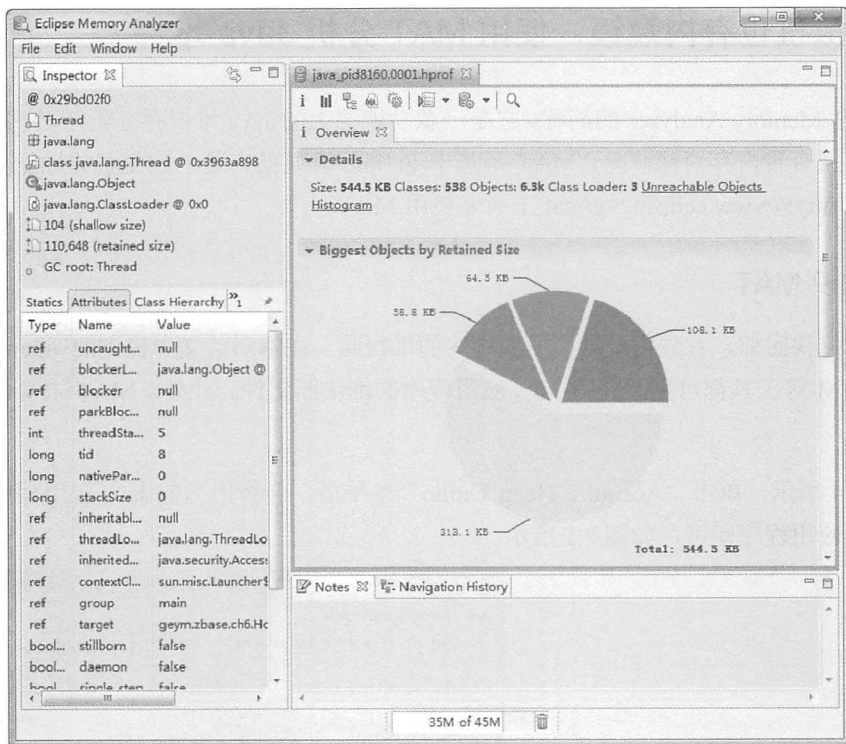 Eclipse Memory Analyzer
File Edit Window Help
Inspector
@ 0x29bd02f0
Thread
java.lang
class java.lang.Thread @ 0x3963a898
java.lang.Object
java.lang.ClassLoader @ 0x0
104 (shallow size)
110,648 (retained size)
GC root: Thread
Statics Attributes Class Hierarchy »1
Type Name Value
ref uncaught... null
ref blockerL... java.lang.Object @
ref blocker null
ref parkBloc... null
int threadSta... 5
long tid 8
long nativePar... 0
long stackSize 0
ref inheritabl... null
ref threadLo... java.lang.ThreadLo
ref inherited... java.security.Access
ref contextCl... sun.misc.Launcher$
ref group main
ref target geym.zbase.ch6.Ho
bool... stillborn false
bool... daemon false
bool... single step false
java_pid8160.0001.hprof
i Overview
Details
Size: 544.5 KB Classes: 538 Objects: 6.3k Class Loader: 3 Unreachable Objects
Histogram
Biggest Objects by Retained Size
64.5 KB
58.8 KB
108.1 KB
313.1 KB
Total: 544.5 KB
Notes Navigation History
35M of 45M